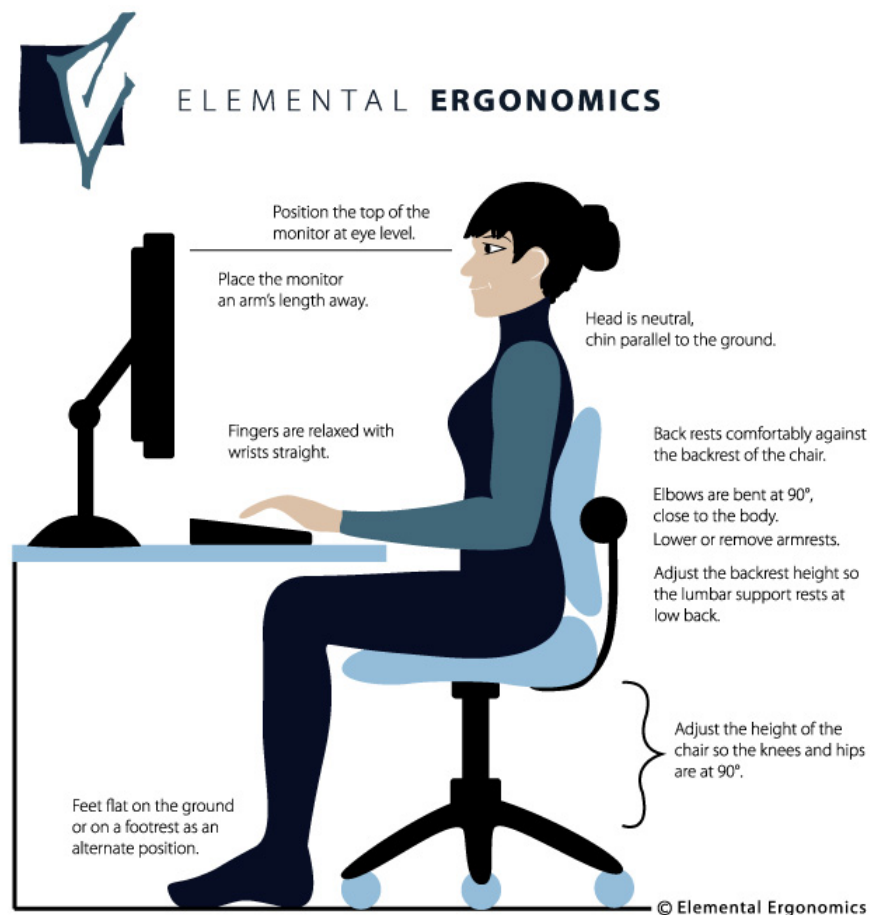 ELEMENTAL ERGONOMICS
Position the top of the
monitor at eye level.
Place the monitor
an arm's length away.
Head is neutral,
chin parallel to the ground.
Fingers are relaxed with
wrists straight.
Back rests comfortably against
the backrest of the chair.
Elbows are bent at 90°,
close to the body.
Lower or remove armrests.
Adjust the backrest height so
the lumbar support rests at
low back.
Adjust the height of the
chair so the knees and hips
are at 90°.
Feet flat on the ground
or on a footrest as an
alternate position.
© Elemental Ergonomics